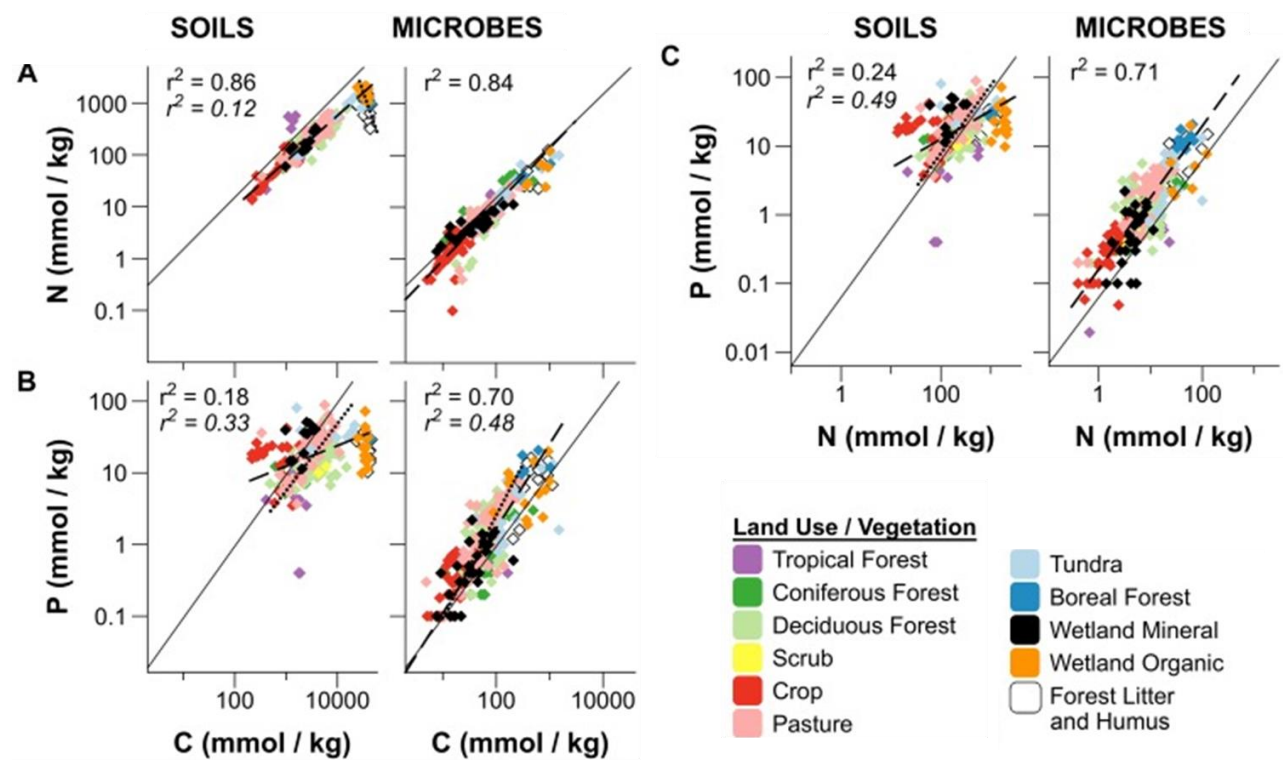 SOILS
MICROBES
A
r² = 0.86
r² = 0.12
r² = 0.84
N (mmol / kg)
1000
100
10
1
0.1
B
r² = 0.18
r² = 0.33
r² = 0.70
r² = 0.48
P (mmol / kg)
100
10
1
0.1
100
10000
100
10000
C (mmol / kg)
C (mmol / kg)
SOILS
MICROBES
C
r² = 0.24
r² = 0.49
r² = 0.71
P (mmol / kg)
100
10
1
0.1
0.01
1
100
1
100
N (mmol / kg)
N (mmol / kg)
Land Use / Vegetation
Tropical Forest
Coniferous Forest
Deciduous Forest
Scrub
Crop
Pasture
Tundra
Boreal Forest
Wetland Mineral
Wetland Organic
Forest Litter
and Humus